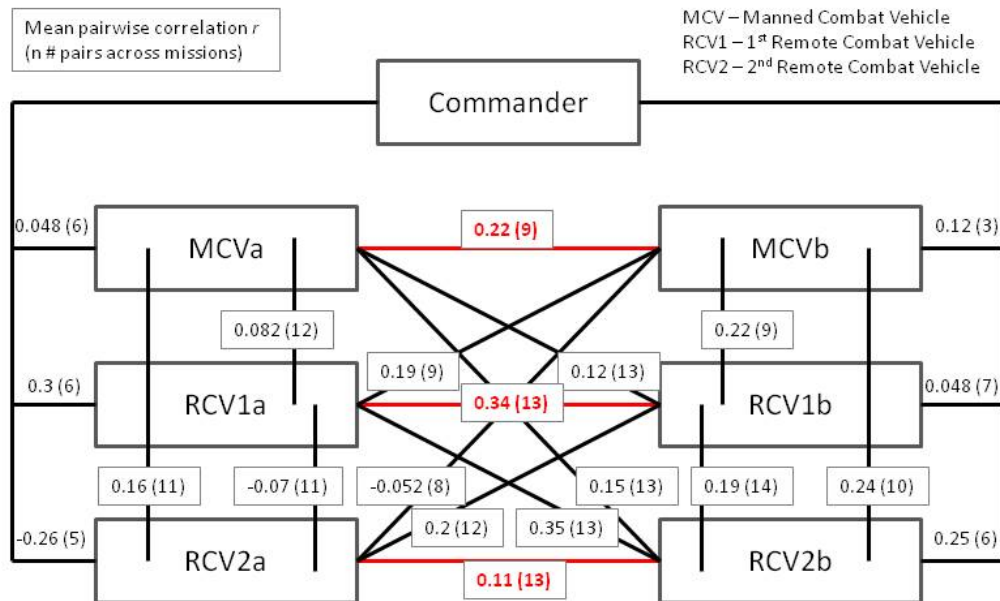 Mean pairwise correlation r
(n # pairs across missions)
MCV – Manned Combat Vehicle
RCV1 – 1st Remote Combat Vehicle
RCV2 – 2nd Remote Combat Vehicle
Commander
0.048 (6)
MCVa
0.22 (9)
MCVb
0.12 (3)
0.082 (12)
0.22 (9)
0.19 (9)
0.12 (13)
0.3 (6)
RCV1a
0.34 (13)
RCV1b
0.048 (7)
0.16 (11)
-0.07 (11)
-0.052 (8)
0.15 (13)
0.19 (14)
0.24 (10)
0.2 (12)
0.35 (13)
-0.26 (5)
RCV2a
0.11 (13)
RCV2b
0.25 (6)